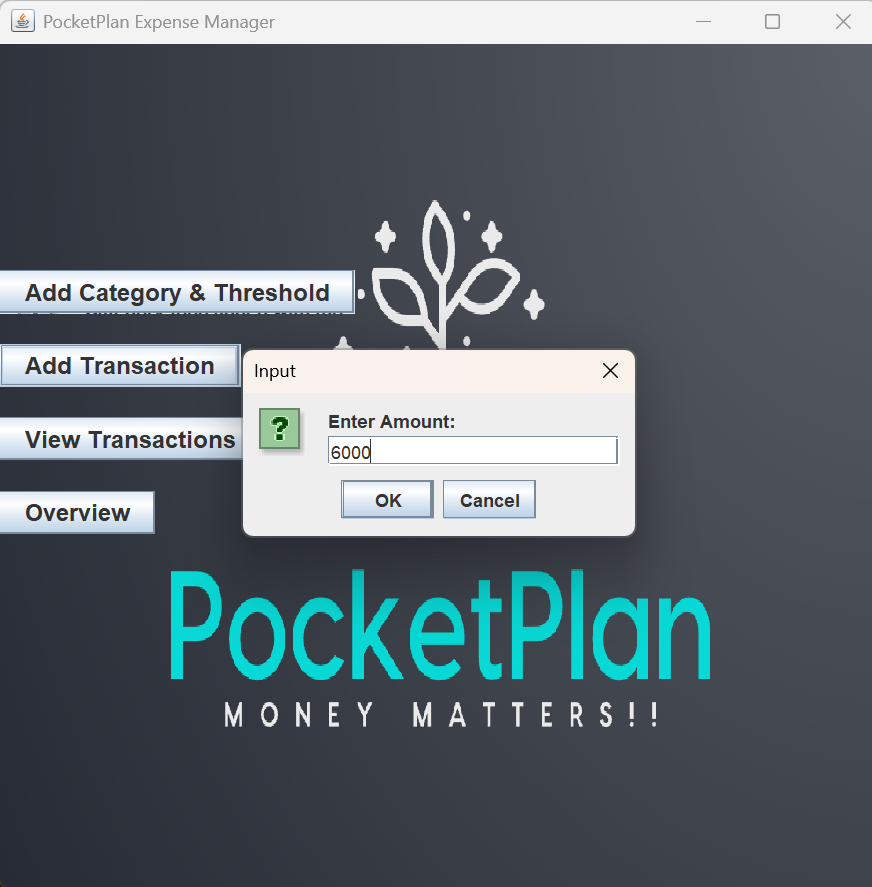 PocketPlan Expense Manager
Add Category & Threshold
Add Transaction
View Transactions
Overview
Input
?
Enter Amount:
6000
OK
Cancel
PocketPlan
MONEY MATTERS!!